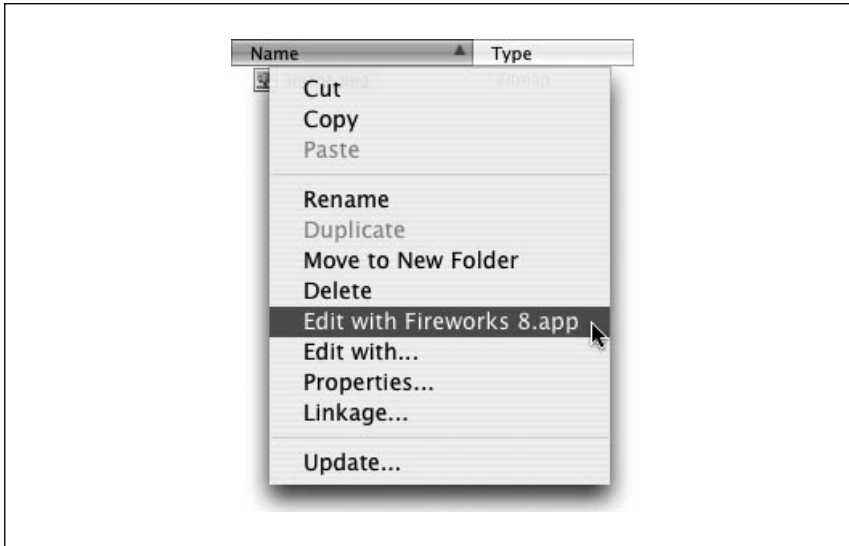 Name Type
Cut
Copy
Paste
Rename
Duplicate
Move to New Folder
Delete
Edit with Fireworks 8.app
Edit with...
Properties...
Linkage...
Update...